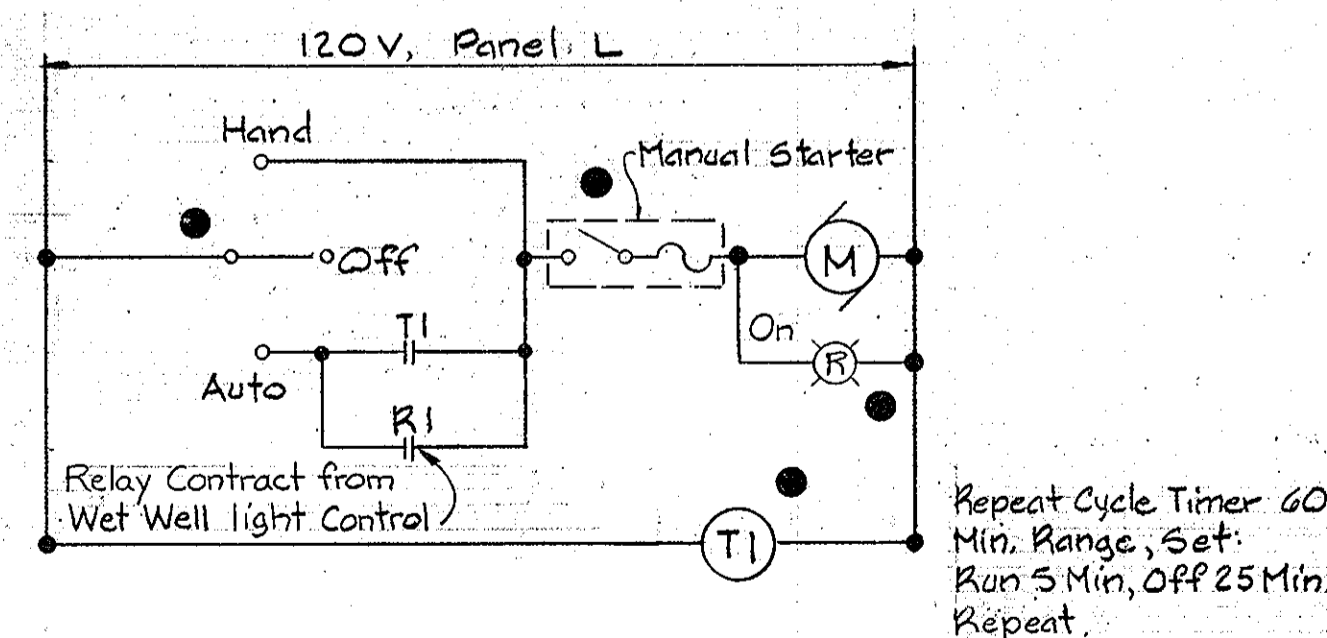 120V, Panel L
Hand
Manual Starter
Off
M
T1
On
R
Auto
R1
Relay Contract from
Wet Well light Control
T1
Repeat Cycle Timer 60
Min. Range, Set:
Run 5 Min, Off 25 Min.
Repeat.